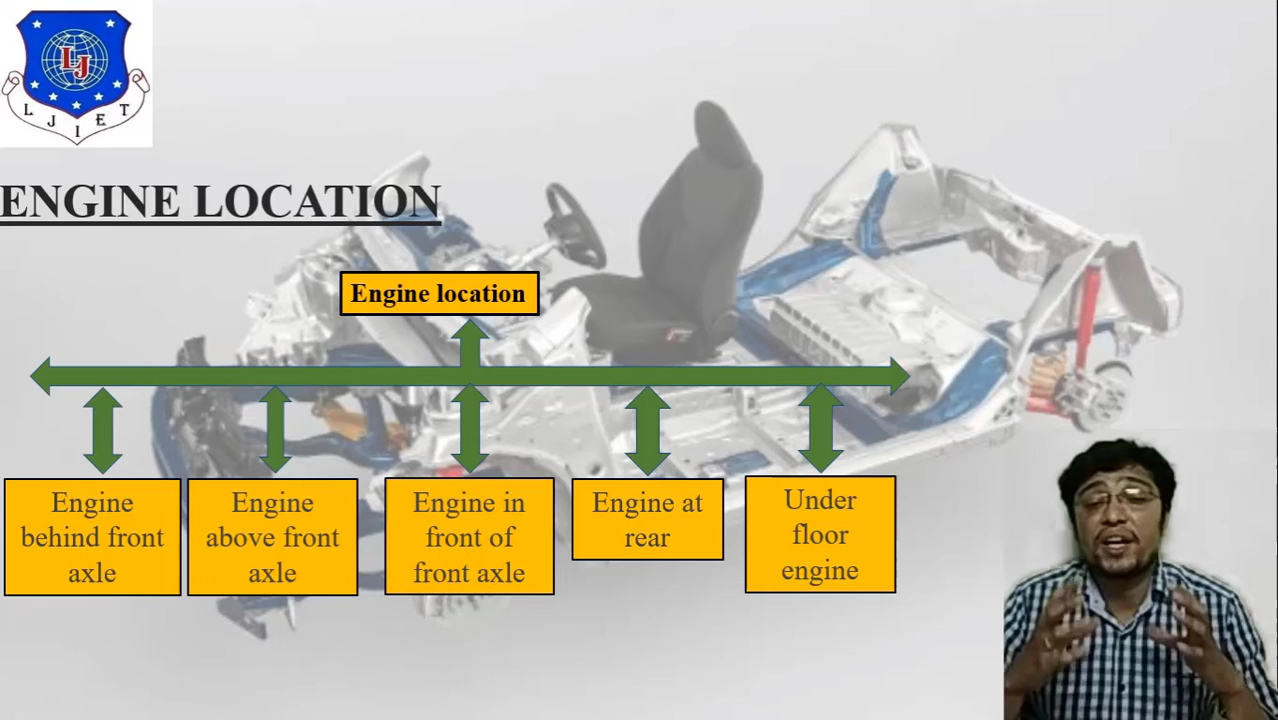 LJ
L J I E T
ENGINE LOCATION
Engine location
Engine
behind front
axle
Engine
above front
axle
Engine in
front of
front axle
Engine at
rear
Under
floor
engine